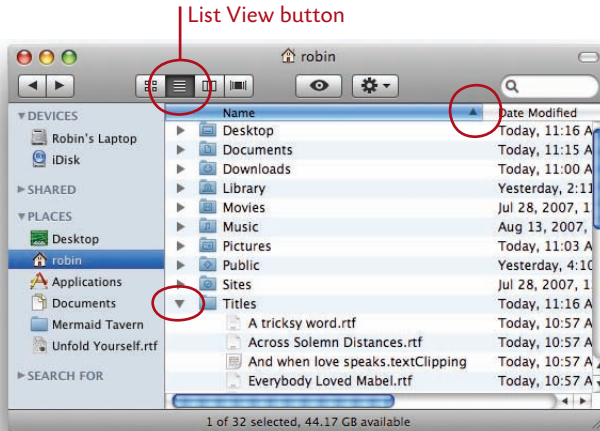 List View button
robin
Name Date Modified
DEVICES
Robin's Laptop
iDisk
SHARED
PLACES
Desktop
robin
Applications
Documents
Mermaid Tavern
Unfold Yourself.rtf
SEARCH FOR
Desktop Today, 11:16 A
Documents Today, 11:15 A
Downloads Today, 11:00 A
Library Yesterday, 2:11
Movies Jul 28, 2007, 1
Music Aug 13, 2007,
Pictures Today, 11:03 A
Public Yesterday, 4:10
Sites Jul 28, 2007, 1
Titles Today, 11:16 A
A tricksy word.rtf Today, 10:57 A
Across Solemn Distances.rtf Today, 10:57 A
And when love speaks.textClipping Today, 10:57 A
Everybody Loved Mabel.rtf Today, 10:57 A
1 of 32 selected, 44.17 GB available